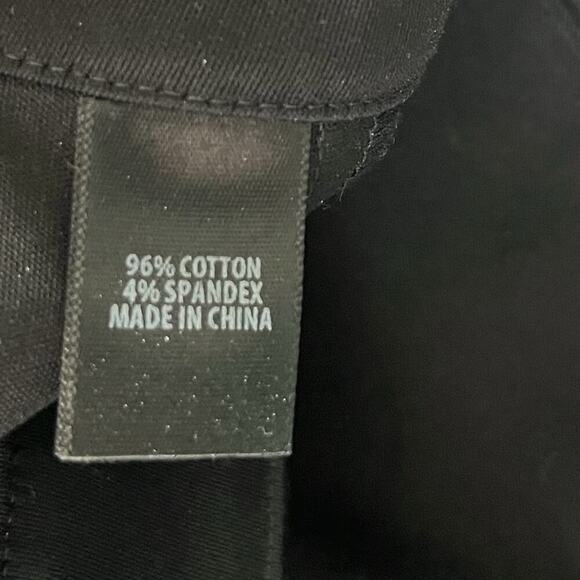 96% COTTON
4% SPANDEX
MADE IN CHINA